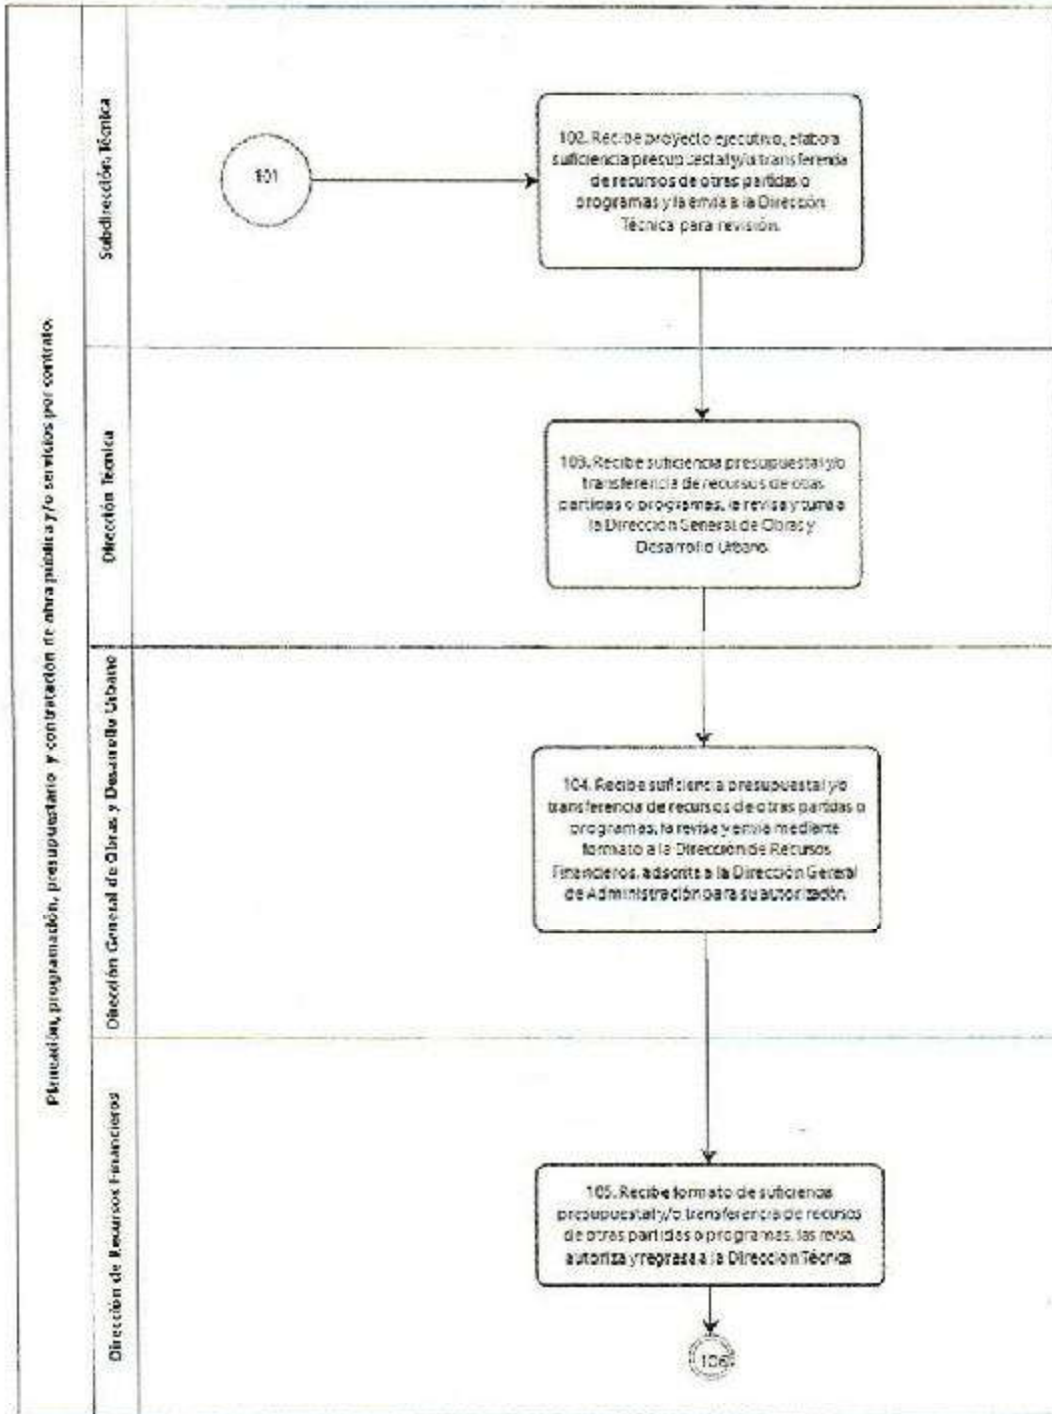 Planeación, programación, presupuestario y contratación de obra pública y/o servicios por contrato.
Subdirección Técnica
101
102. Recibe proyecto ejecutivo, elabora
suficiencia presupuestal y/o transferencia
de recursos de otras partidas o
programas y la envía a la Dirección
Técnica para revisión.
Dirección Técnica
103. Recibe suficiencia presupuestal y/o
transferencia de recursos de otras
partidas o programas, la revisa y turna a
la Dirección General de Obras y
Desarrollo Urbano.
Dirección General de Obras y Desarrollo Urbano
104. Recibe suficiencia presupuestal y/o
transferencia de recursos de otras partidas o
programas, la revisa y envía mediante
formato a la Dirección de Recursos
Financieros, adscrita a la Dirección General
de Administración para su autorización.
Dirección de Recursos Financieros
105. Recibe formato de suficiencia
presupuestal y/o transferencia de recursos
de otras partidas o programas, las revisa,
autoriza y regresa a la Dirección Técnica
106